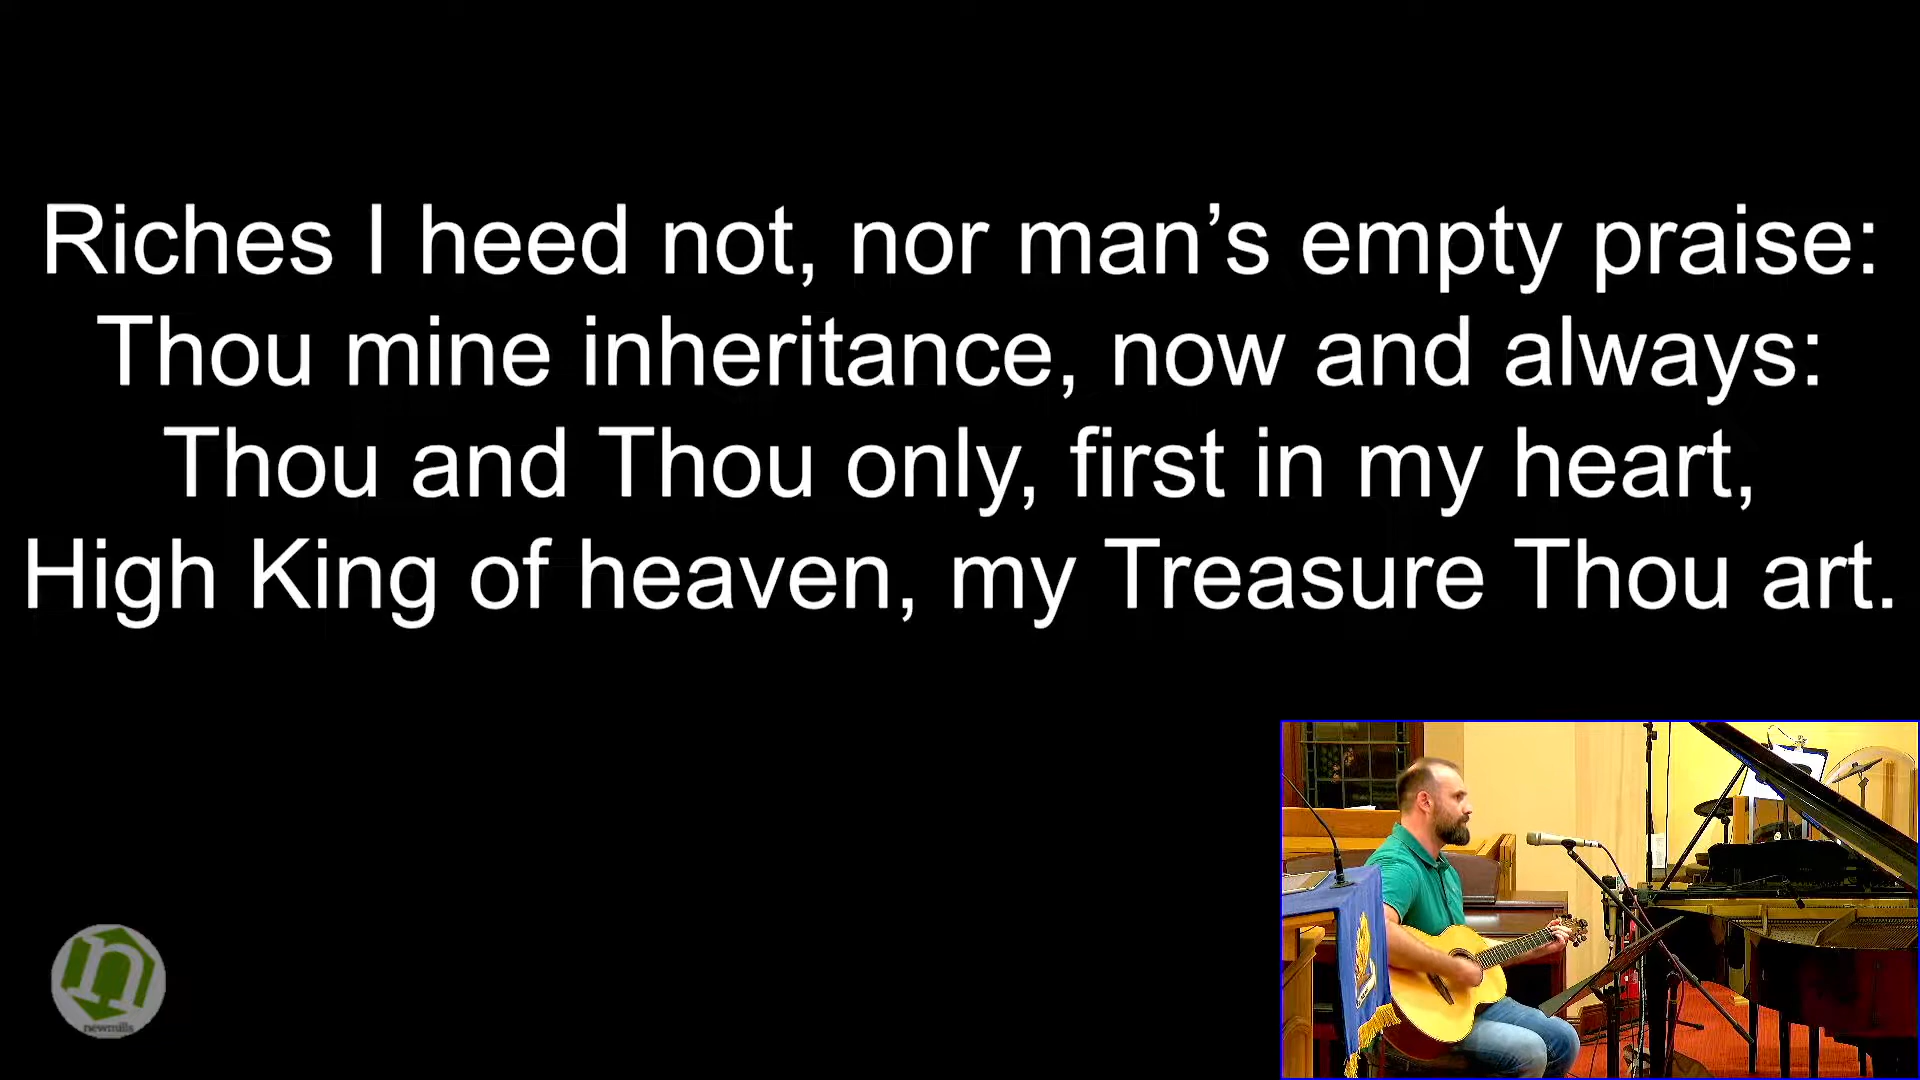 Riches I heed not, nor man’s empty praise:
Thou mine inheritance, now and always:
Thou and Thou only, first in my heart,
High King of heaven, my Treasure Thou art.
n
newmills